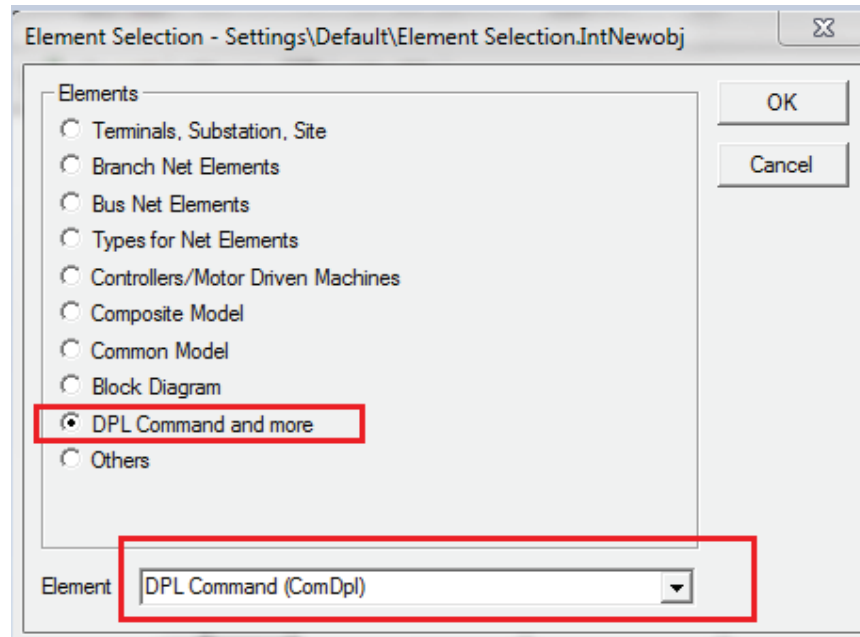 Element Selection - Settings\Default\Element Selection.IntNewobj
Elements
Terminals, Substation, Site
Branch Net Elements
Bus Net Elements
Types for Net Elements
Controllers/Motor Driven Machines
Composite Model
Common Model
Block Diagram
DPL Command and more
Others
OK
Cancel
Element
DPL Command (ComDpl)